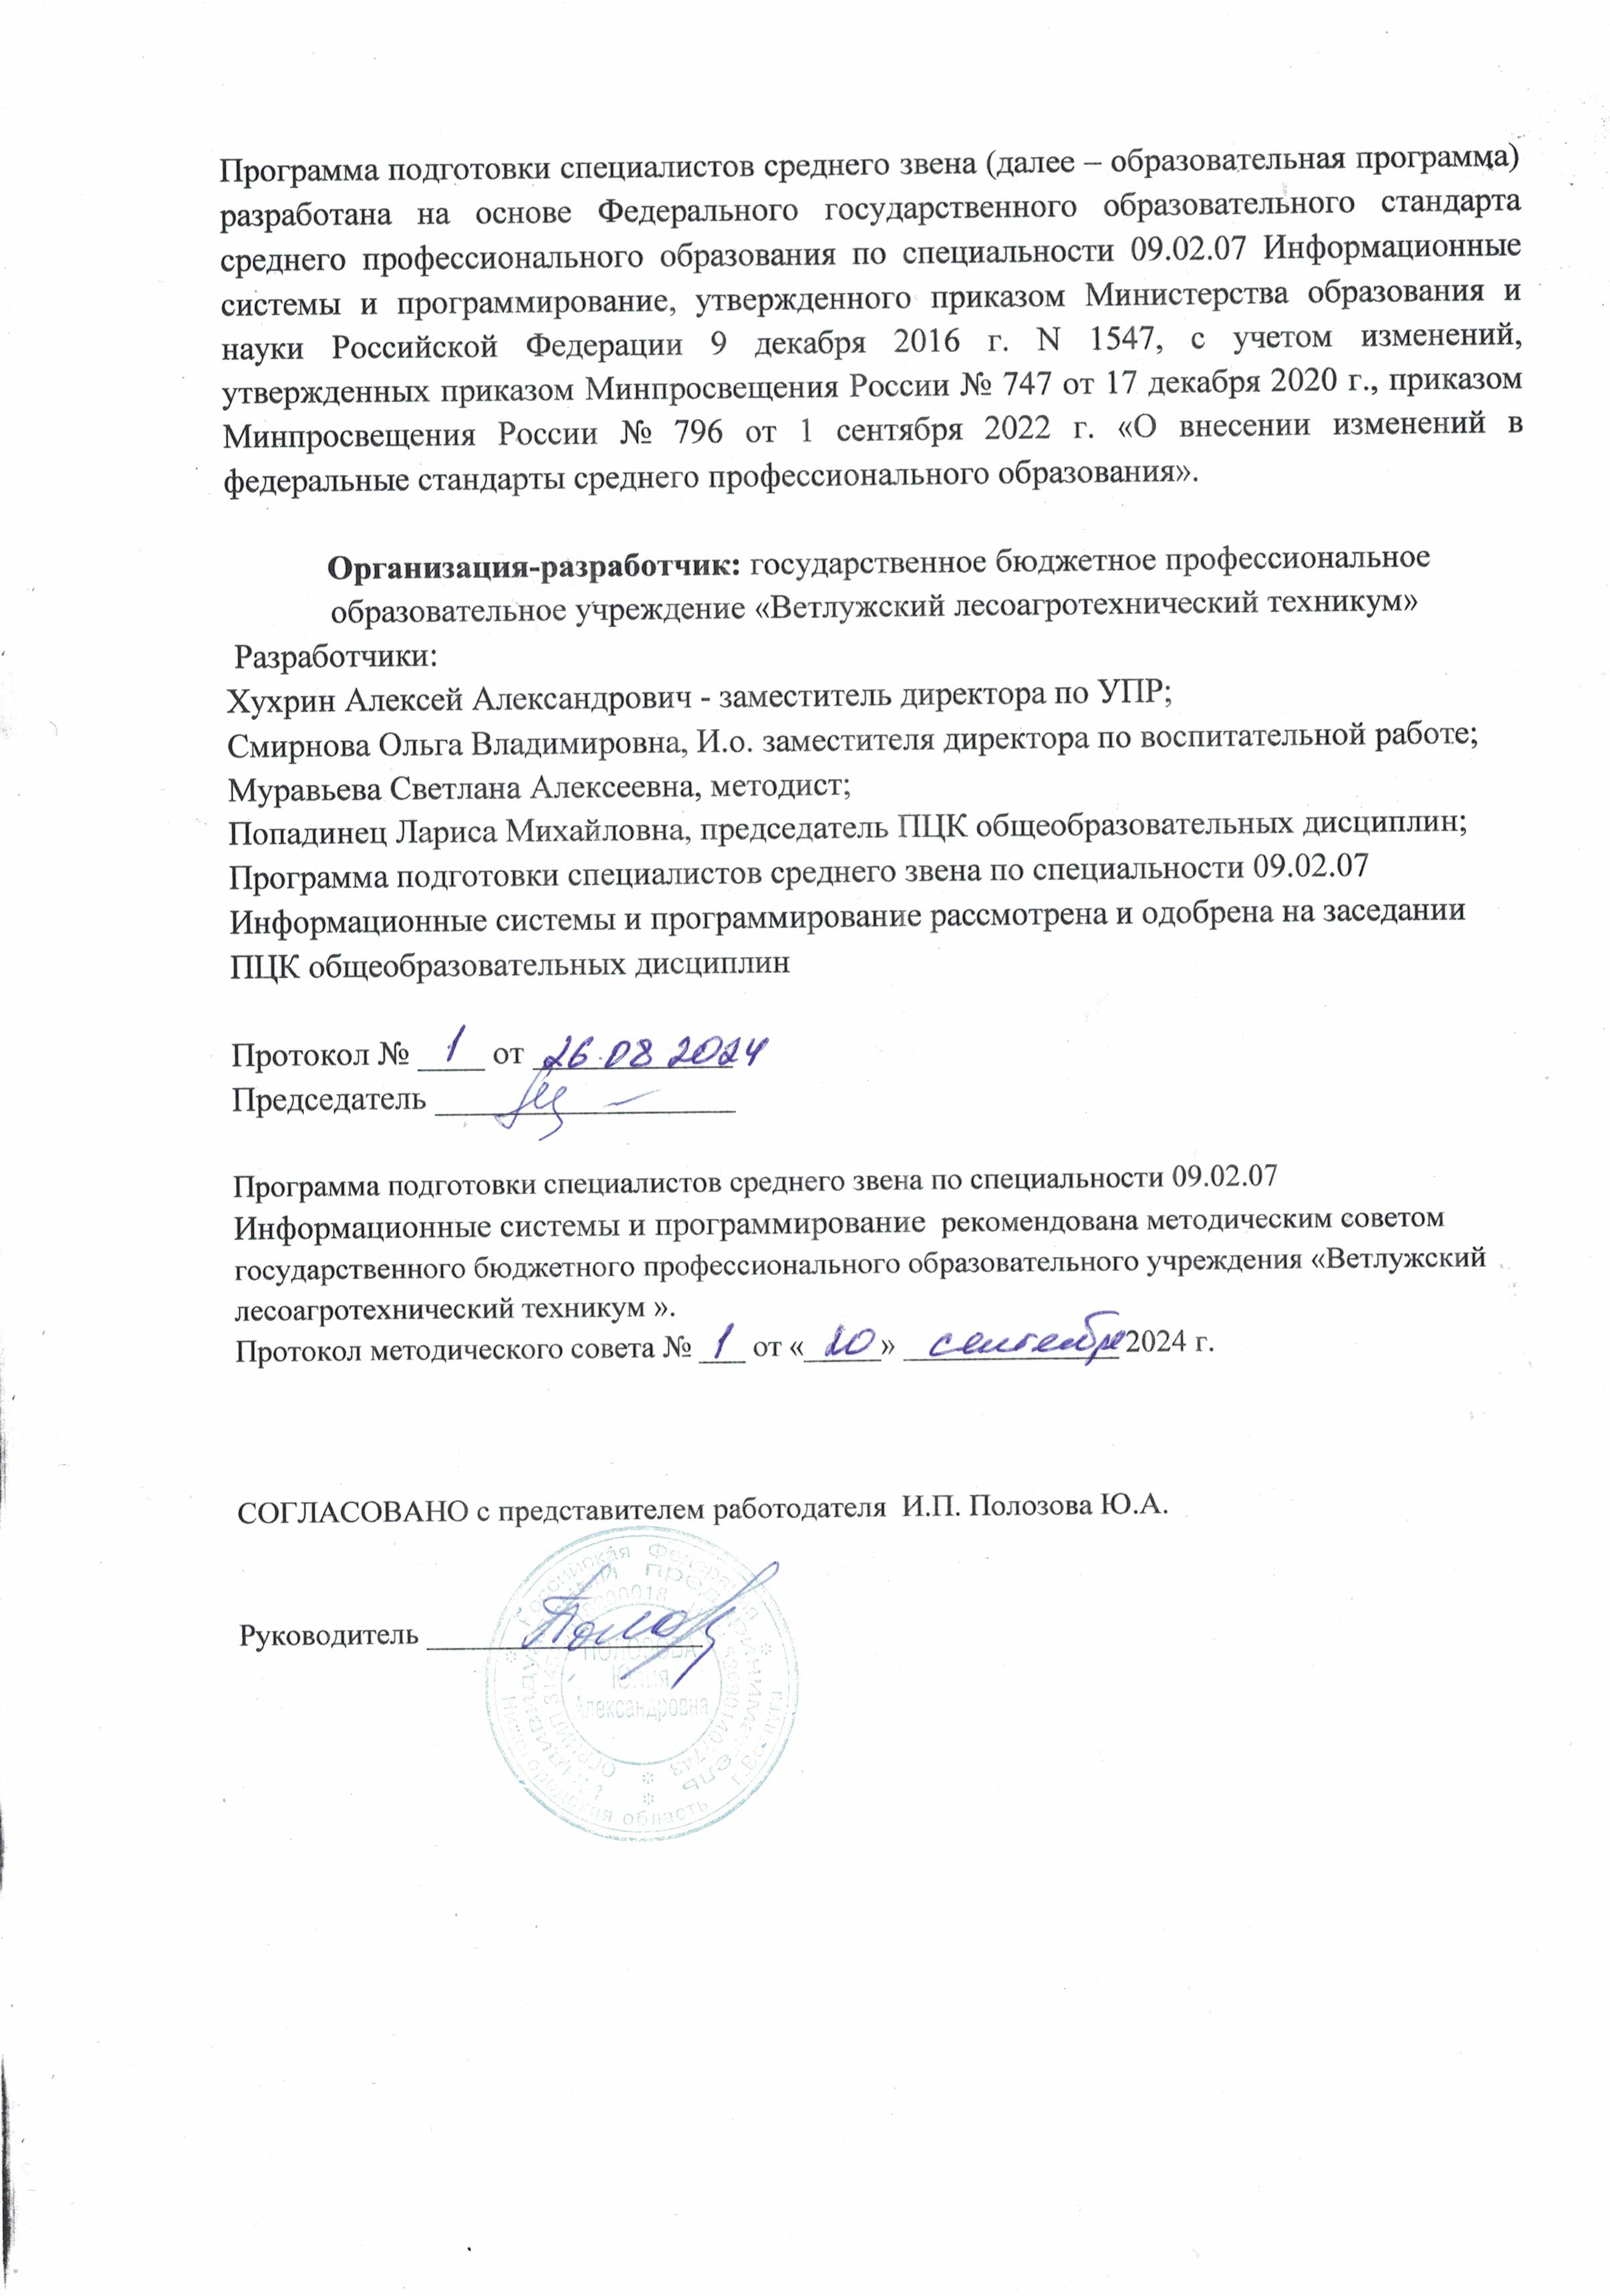 Программа подготовки специалистов среднего звена (далее – образовательная программа)
разработана на основе Федерального государственного образовательного стандарта
среднего профессионального образования по специальности 09.02.07 Информационные
системы и программирование, утвержденного приказом Министерства образования и
науки Российской Федерации 9 декабря 2016 г. N 1547, с учетом изменений,
утвержденных приказом Минпросвещения России № 747 от 17 декабря 2020 г., приказом
Минпросвещения России № 796 от 1 сентября 2022 г. «О внесении изменений в
федеральные стандарты среднего профессионального образования».
Организация-разработчик: государственное бюджетное профессиональное
образовательное учреждение «Ветлужский лесоагротехнический техникум»
Разработчики:
Хухрин Алексей Александрович - заместитель директора по УПР;
Смирнова Ольга Владимировна, И.о. заместителя директора по воспитательной работе;
Муравьева Светлана Алексеевна, методист;
Попадинец Лариса Михайловна, председатель ПЦК общеобразовательных дисциплин;
Программа подготовки специалистов среднего звена по специальности 09.02.07
Информационные системы и программирование рассмотрена и одобрена на заседании
ПЦК общеобразовательных дисциплин
Протокол № 1 от 26.08 2024
Председатель
Программа подготовки специалистов среднего звена по специальности 09.02.07
Информационные системы и программирование рекомендована методическим советом
государственного бюджетного профессионального образовательного учреждения «Ветлужский
лесоагротехнический техникум ».
Протокол методического совета № 1 от « » сентября 2024 г.
СОГЛАСОВАНО с представителем работодателя И.П. Полозова Ю.А.
Руководитель
Российская Федерация
область
ПОЛОЗОВА
Юлия
Александровна